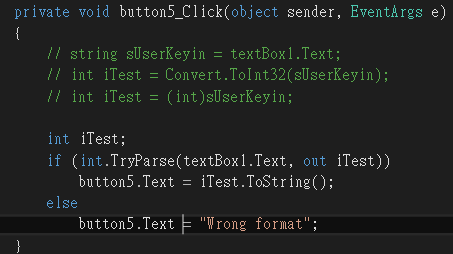 private void button5_Click(object sender, EventArgs e)
{
// string sUserKeyin = textBox1.Text;
// int iTest = Convert.ToInt32(sUserKeyin);
// int iTest = (int)sUserKeyin;
int iTest;
if (int.TryParse(textBox1.Text, out iTest))
button5.Text = iTest.ToString();
else
button5.Text = "Wrong format";
}